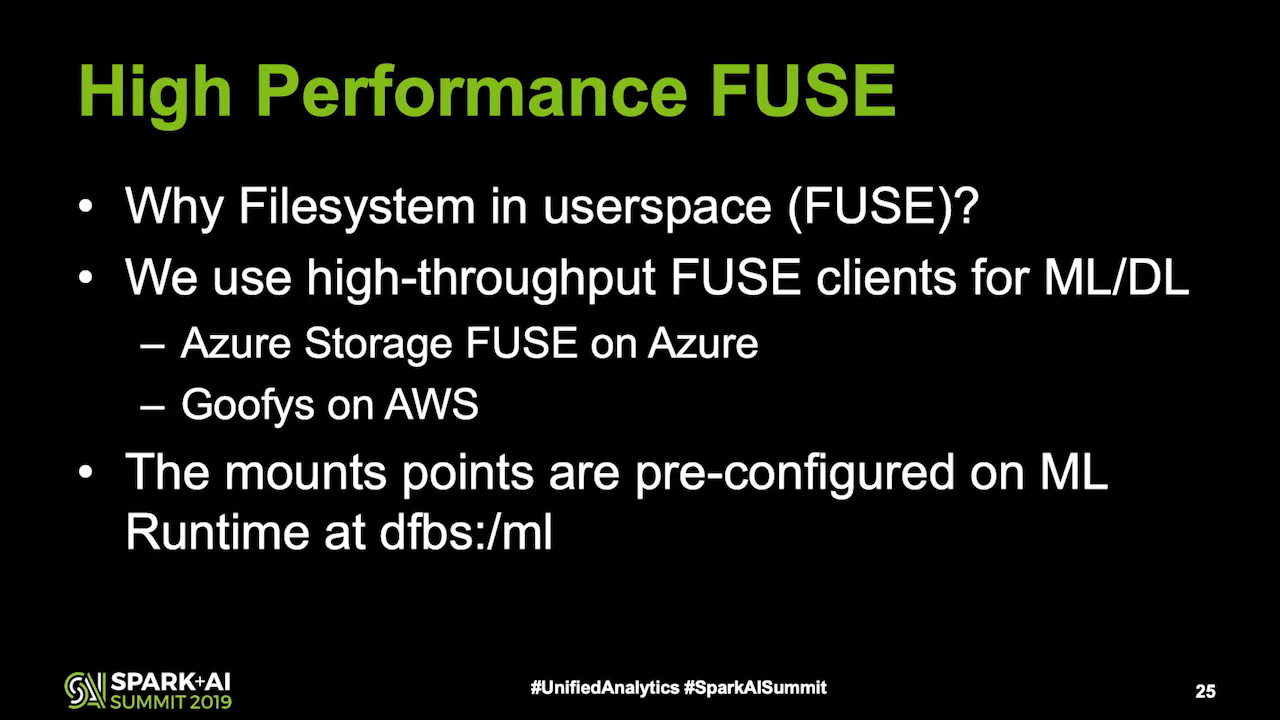 High Performance FUSE
• Why Filesystem in userspace (FUSE)?
• We use high-throughput FUSE clients for ML/DL
– Azure Storage FUSE on Azure
– Goofys on AWS
• The mounts points are pre-configured on ML
Runtime at dfbs:/ml
SPARK+AI
SUMMIT 2019
#UnifiedAnalytics #SparkAISummit
25